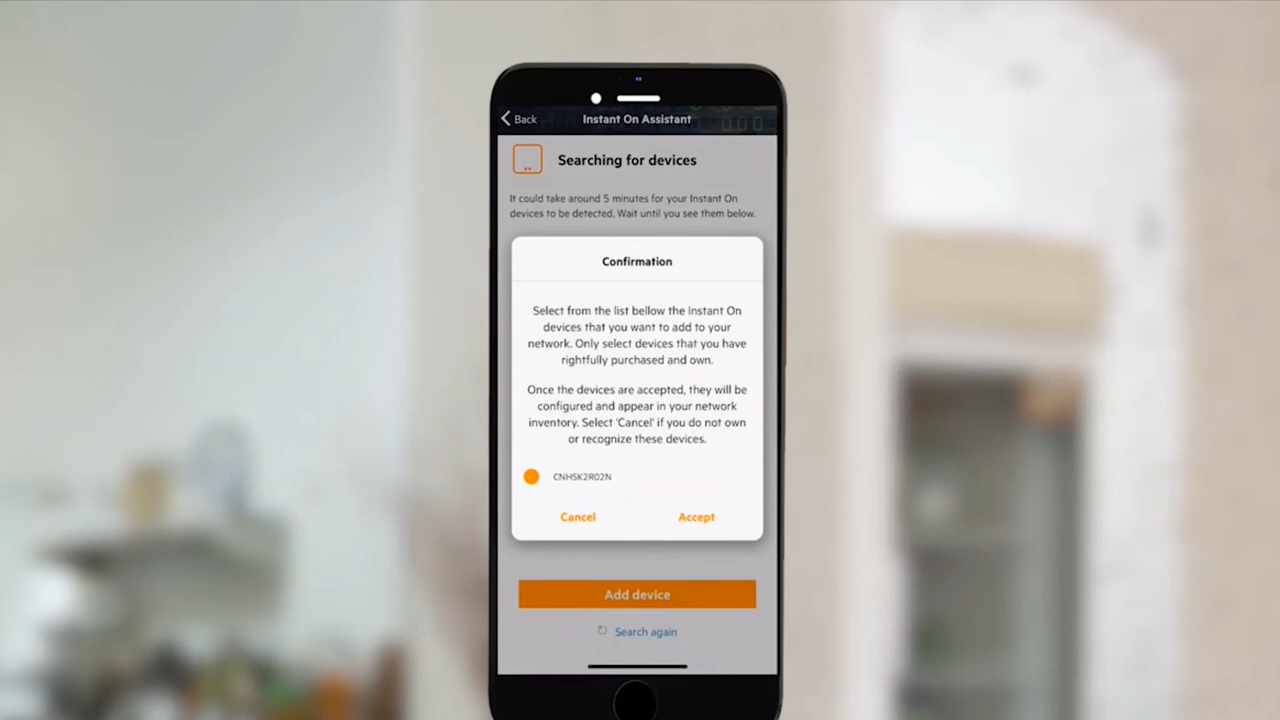 Back
Instant On Assistant
Searching for devices
It could take around 5 minutes for your Instant On
devices to be detected. Wait until you see them below.
Confirmation
Select from the list bellow the Instant On
devices that you want to add to your
network. Only select devices that you have
rightfully purchased and own.
Once the devices are accepted, they will be
configured and appear in your network
inventory. Select 'Cancel' if you do not own
or recognize these devices.
CNHSK2R02N
Cancel
Accept
Add device
Search again